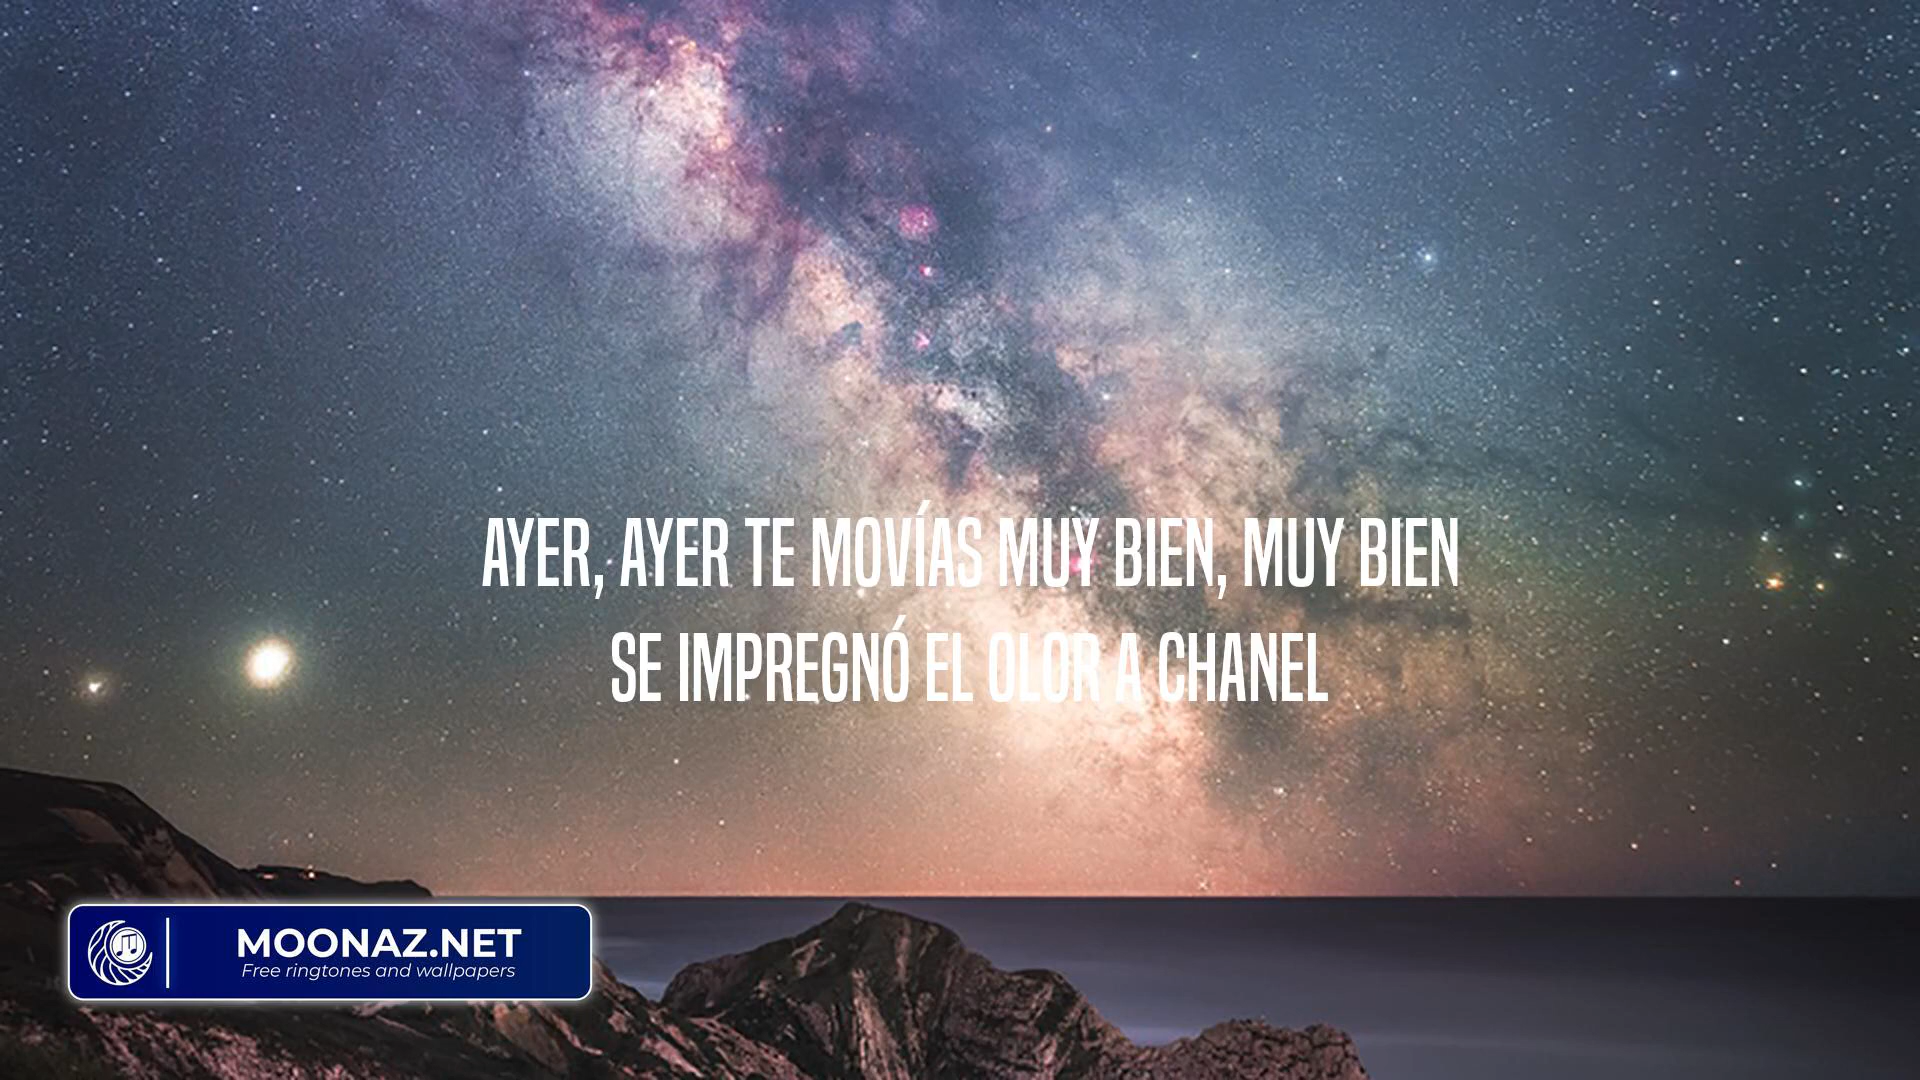 AYER, AYER TE MOVÍAS MUY BIEN, MUY BIEN
SE IMPREGNÓ EL OLOR A CHANEL
MOONAZ.NET
Free ringtones and wallpapers